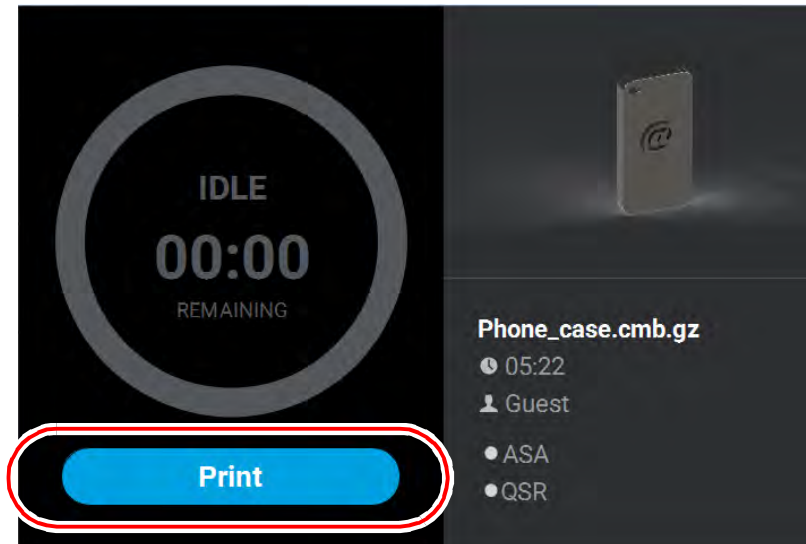 IDLE
00:00
REMAINING
Print
@
Phone_case.cmb.gz
05:22
Guest
ASA
QSR